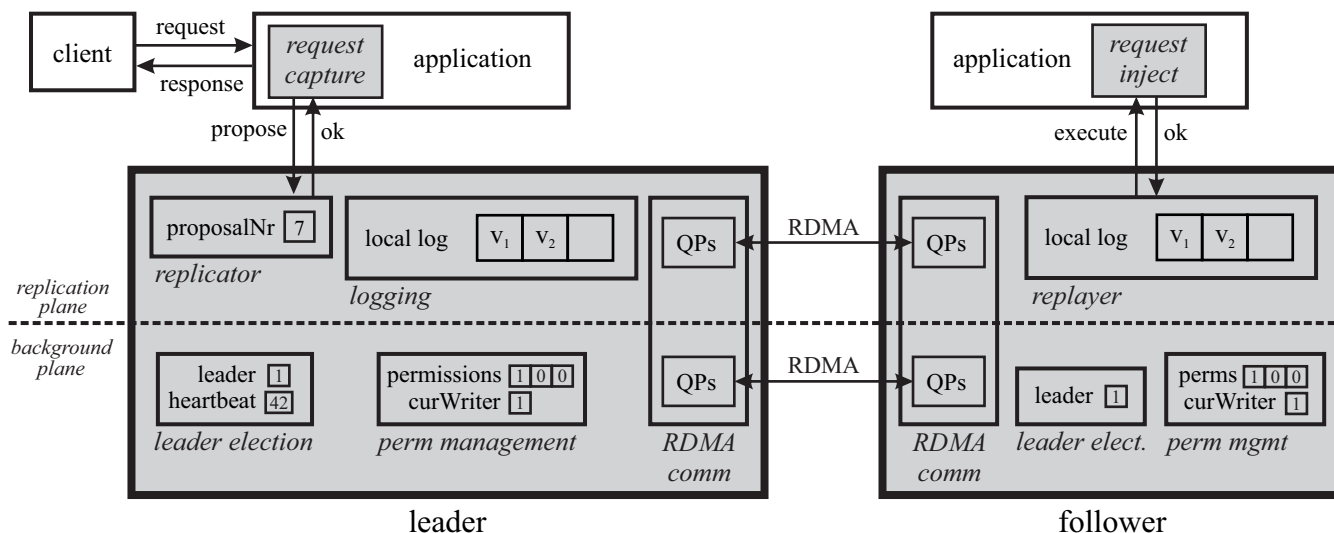 client
request
response
request
capture
application
propose
ok
application
request
inject
execute
ok
proposalNr 7
replicator
local log v1 v2
logging
QPs
RDMA
QPs
local log v1 v2
replayer
replication
plane
background
plane
leader 1
heartbeat 42
leader election
permissions 1 0 0
curWriter 1
perm management
QPs
RDMA
comm
RDMA
QPs
RDMA
comm
leader 1
leader elect.
perms 1 0 0
curWriter 1
perm mgmt
leader
follower